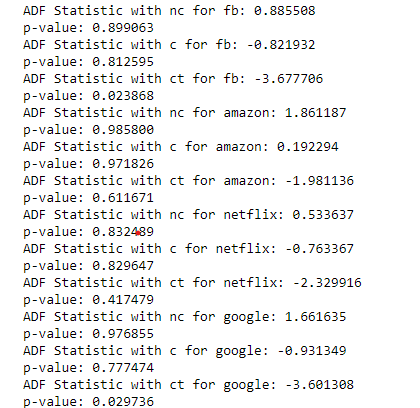 ADF Statistic with nc for fb: 0.885508
p-value: 0.899063
ADF Statistic with c for fb: -0.821932
p-value: 0.812595
ADF Statistic with ct for fb: -3.677706
p-value: 0.023868
ADF Statistic with nc for amazon: 1.861187
p-value: 0.985800
ADF Statistic with c for amazon: 0.192294
p-value: 0.971826
ADF Statistic with ct for amazon: -1.981136
p-value: 0.611671
ADF Statistic with nc for netflix: 0.533637
p-value: 0.832489
ADF Statistic with c for netflix: -0.763367
p-value: 0.829647
ADF Statistic with ct for netflix: -2.329916
p-value: 0.417479
ADF Statistic with nc for google: 1.661635
p-value: 0.976855
ADF Statistic with c for google: -0.931349
p-value: 0.777474
ADF Statistic with ct for google: -3.601308
p-value: 0.029736